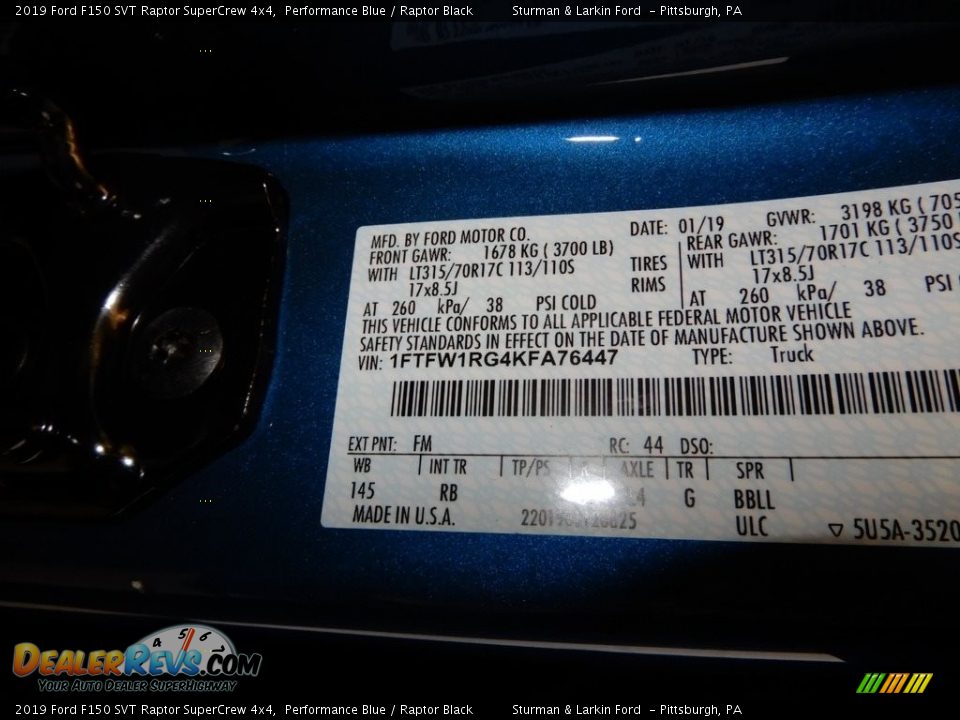 2019 Ford F150 SVT Raptor SuperCrew 4x4, Performance Blue / Raptor Black Sturman & Larkin Ford - Pittsburgh, PA
MFD. BY FORD MOTOR CO. DATE: 01/19 GVWR: 3198 KG (
FRONT GAWR: 1678 KG ( 3700 LB) REAR GAWR: 1701 KG ( 3750
WITH LT315/70R17C 113/110S TIRES WITH LT315/70R17C 113/110S
17x8.5J RIMS 17x8.5J
AT 260 kPa/ 38 PSI COLD AT 260 kPa/ 38 PSI
THIS VEHICLE CONFORMS TO ALL APPLICABLE FEDERAL MOTOR VEHICLE
SAFETY STANDARDS IN EFFECT ON THE DATE OF MANUFACTURE SHOWN ABOVE.
VIN: 1FTFW1RG4KFA76447 TYPE: Truck
EXT PNT: FM RC: 44 DSO:
WB INT TR TP/PS R AXLE TR SPR
145 RB G BBLL
MADE IN U.S.A. ULC 5U5A-3520
4 5 6
DealerRevs.com
Your Auto Dealer SuperHighway
2019 Ford F150 SVT Raptor SuperCrew 4x4, Performance Blue / Raptor Black Sturman & Larkin Ford - Pittsburgh, PA